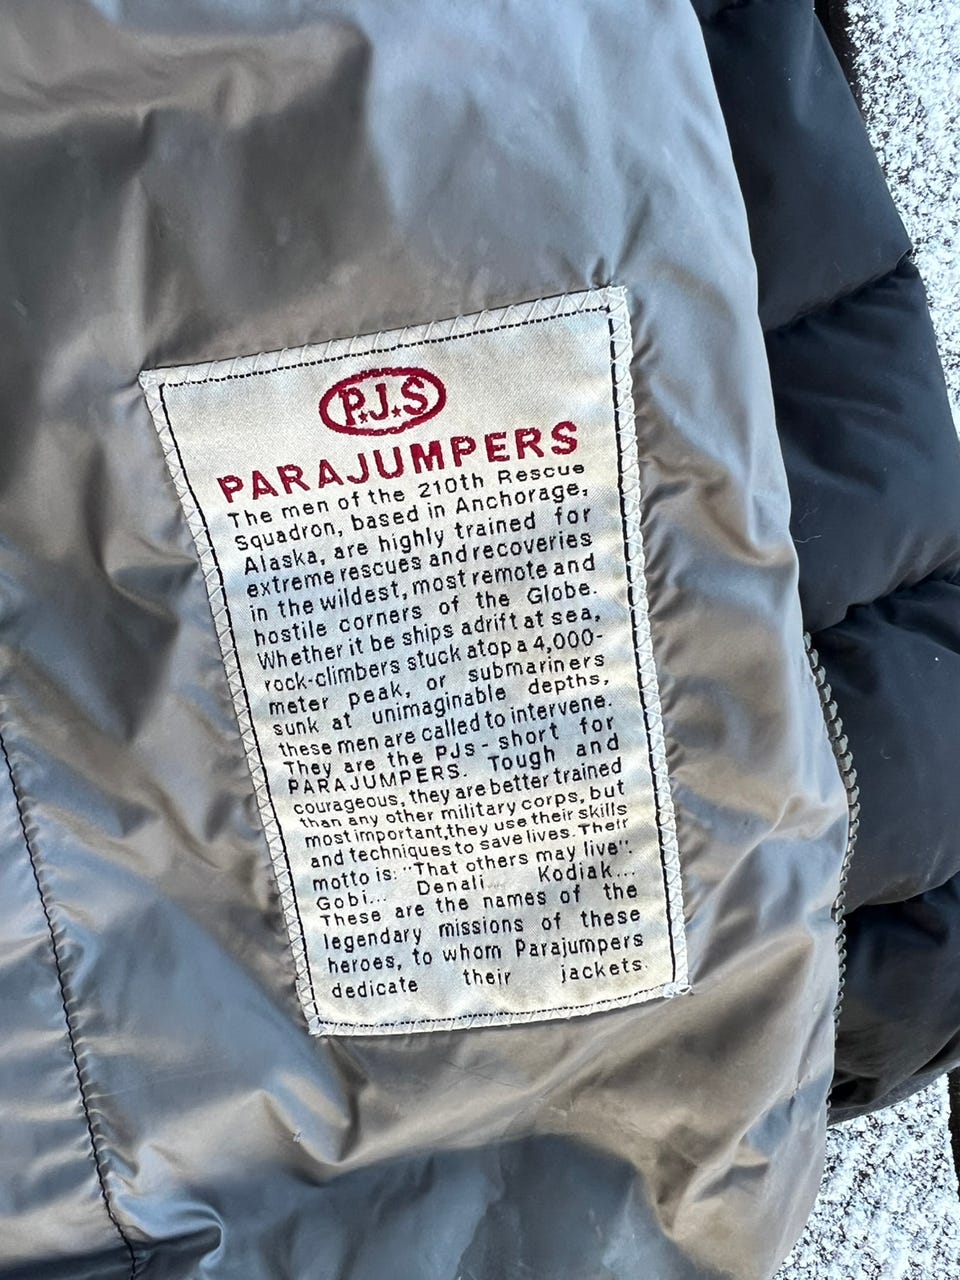 P.J.S
PARAJUMPERS
The men of the 210th Rescue
Squadron, based in Anchorage,
Alaska, are highly trained for
extreme rescues and recoveries
in the wildest, most remote and
hostile corners of the Globe.
Whether it be ships adrift at sea,
rock-climbers stuck atop a 4,000-
meter peak, or submariners
sunk at unimaginable depths,
these men are called to intervene.
They are the PJs - short for
PARAJUMPERS. Tough and
courageous, they are better trained
than any other military corps, but
most important,they use their skills
and techniques to save lives. Their
motto is: "That others may live".
Gobi... Denali... Kodiak...
These are the names of the
legendary missions of these
heroes, to whom Parajumpers
dedicate their jackets.